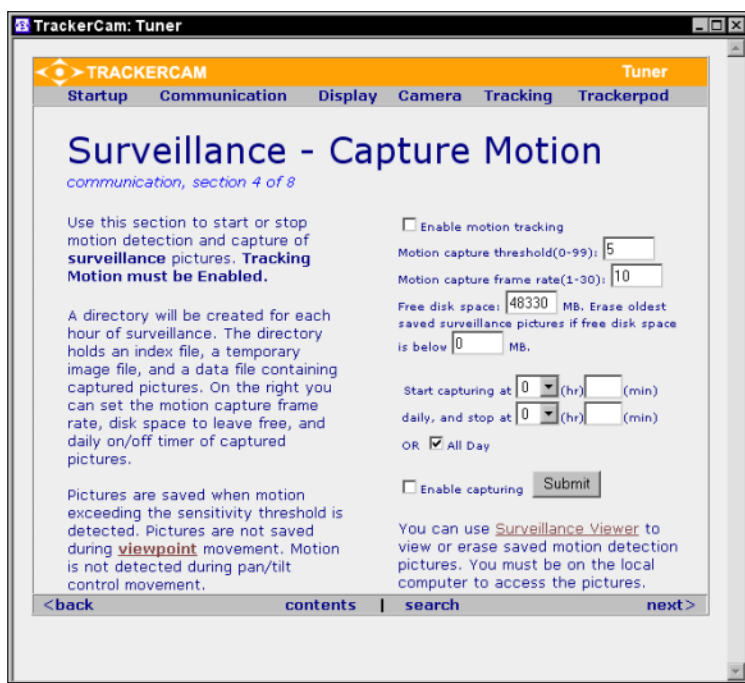 TrackerCam: Tuner
TRACKERCAM
Tuner
Startup Communication Display Camera Tracking Trackerpod
Surveillance - Capture Motion
communication, section 4 of 8
Use this section to start or stop
motion detection and capture of
surveillance pictures. Tracking
Motion must be Enabled.
A directory will be created for each
hour of surveillance. The directory
holds an index file, a temporary
image file, and a data file containing
captured pictures. On the right you
can set the motion capture frame
rate, disk space to leave free, and
daily on/off timer of captured
pictures.
Pictures are saved when motion
exceeding the sensitivity threshold is
detected. Pictures are not saved
during viewpoint movement. Motion
is not detected during pan/tilt
control movement.
Enable motion tracking
Motion capture threshold(0-99): 5
Motion capture frame rate(1-30): 10
Free disk space: 48330 MB. Erase oldest
saved surveillance pictures if free disk space
is below 0 MB.
Start capturing at 0 (hr) (min)
daily, and stop at 0 (hr) (min)
OR All Day
Enable capturing Submit
You can use Surveillance Viewer to
view or erase saved motion detection
pictures. You must be on the local
computer to access the pictures.
<back contents | search next>